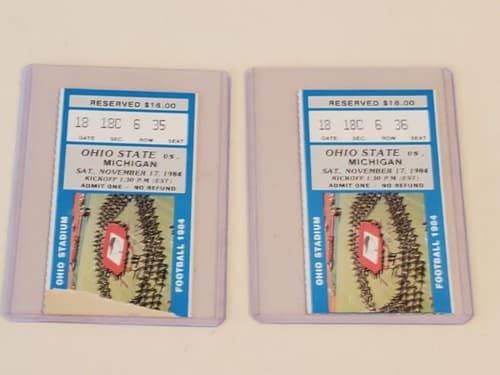 RESERVED $16.00
18 18C 6 35
GATE SEC. ROW SEAT
OHIO STATE VS.
MICHIGAN
SAT., NOVEMBER 17, 1984
KICKOFF 1:30 P.M. (EST)
ADMIT ONE - NO REFUND
OHIO STADIUM
FOOTBALL 1984
RESERVED $16.00
18 18C 6 36
GATE SEC. ROW SEAT
OHIO STATE VS.
MICHIGAN
SAT., NOVEMBER 17, 1984
KICKOFF 1:30 P.M. (EST)
ADMIT ONE - NO REFUND
OHIO STADIUM
FOOTBALL 1984